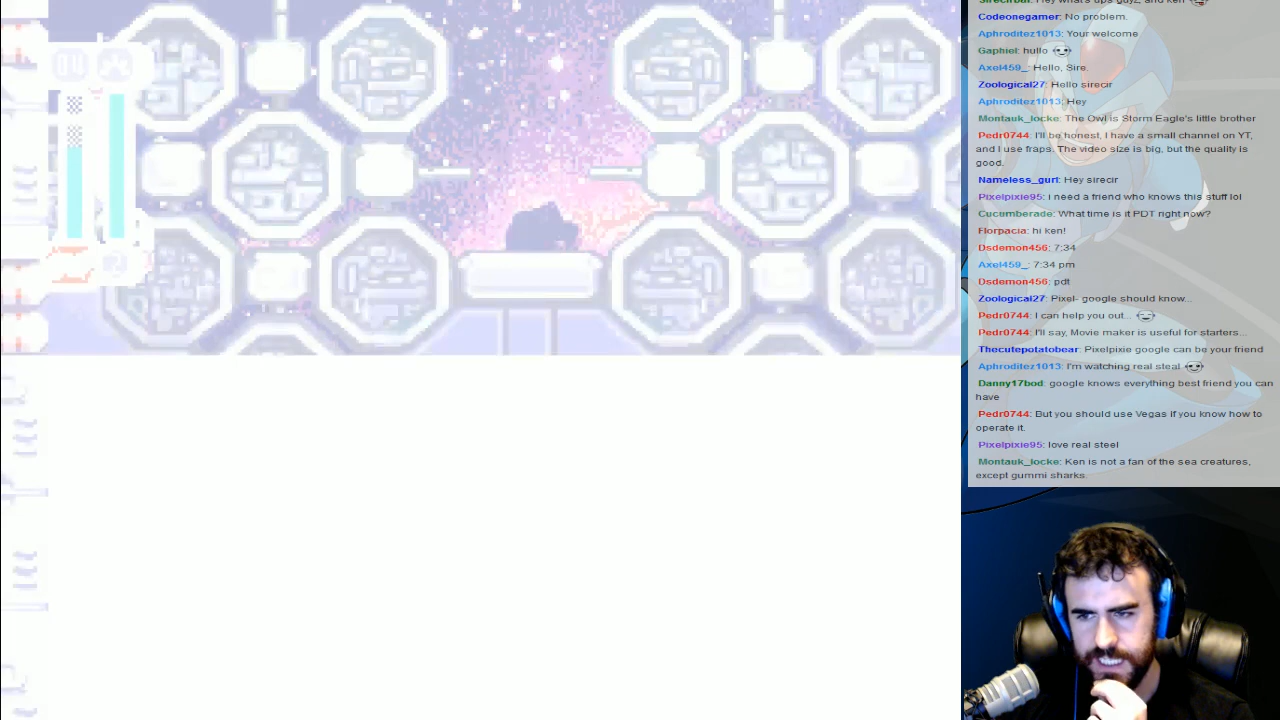 04
Codeonegamer: No problem.
Aphroditez1013: Your welcome
Gaphiel: hullo
Axel459_: Hello, Sire.
Zoological27: Hello sirecir
Aphroditez1013: Hey
Montauk_locke: The Owl is Storm Eagle's little brother
Pedr0744: I'll be honest, I have a small channel on YT,
and I use fraps. The video size is big, but the quality is
good.
Nameless_gurl: Hey sirecir
Pixelpixie95: I need a friend who knows this stuff lol
Cucumberade: What time is it PDT right now?
Florpacia: hi ken!
Dsdemon456: 7:34
Axel459_: 7:34 pm
Dsdemon456: pdt
Zoological27: Pixel- google should know...
Pedr0744: I can help you out...
Pedr0744: I'll say, Movie maker is useful for starters...
Thecutepotatobear: Pixelpixie google can be your friend
Aphroditez1013: I'm watching real steal
Danny17bod: google knows everything best friend you can
have
Pedr0744: But you should use Vegas if you know how to
operate it.
Pixelpixie95: love real steel
Montauk_locke: Ken is not a fan of the sea creatures,
except gummi sharks.